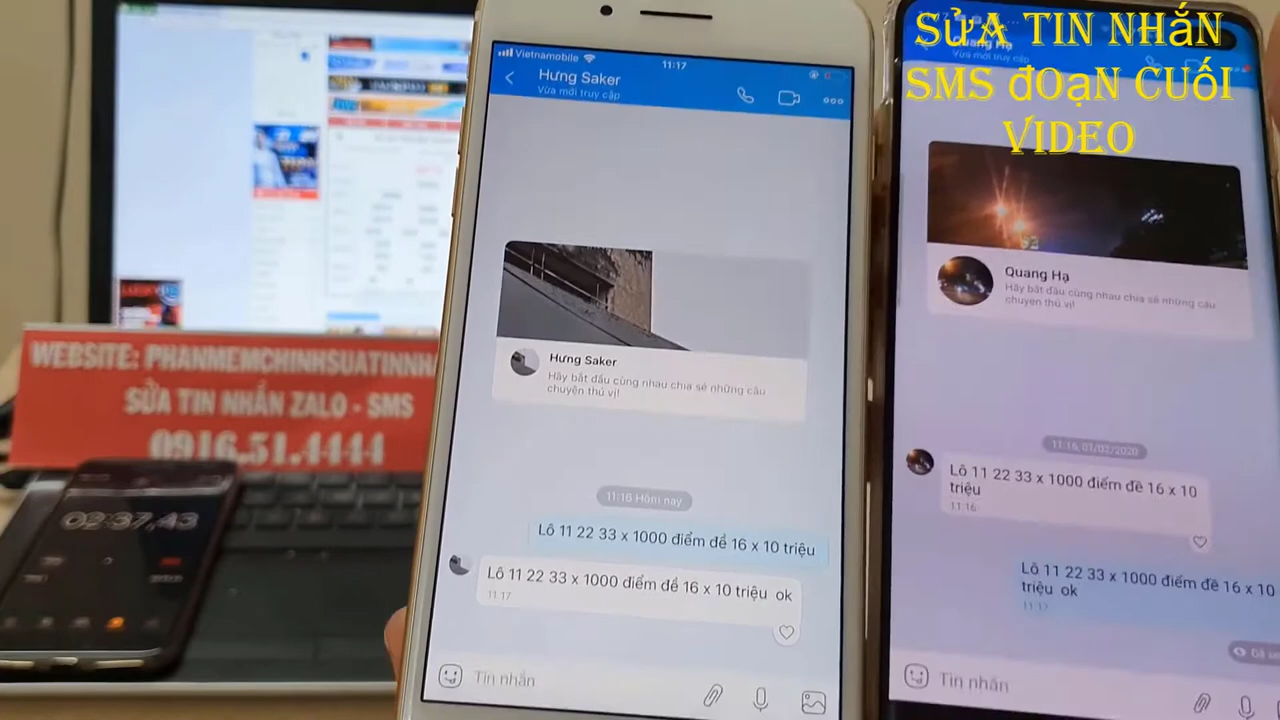 SỬA TIN NHẮN
SMS ĐOẠN CUỐI
VIDEO
WEBSITE: PHANMEMCHINHSUATINNH
SỬA TIN NHẮN ZALO - SMS
0916.51.4444
02:37,43
Vietnamobile
11:17
Hưng Saker
Vừa mới truy cập
Hưng Saker
Hãy bắt đầu cùng nhau chia sẻ những câu
chuyện thú vị!
11:16 Hôm nay
Lô 11 22 33 x 1000 điểm đề 16 x 10 triệu
Lô 11 22 33 x 1000 điểm đề 16 x 10 triệu ok
11:17
Tin nhắn
Quang Hạ
Vừa mới truy cập
Quang Hạ
Hãy bắt đầu cùng nhau chia sẻ những câu
chuyện thú vị!
11:16, 01/02/2020
Lô 11 22 33 x 1000 điểm đề 16 x 10
triệu
11:16
Lô 11 22 33 x 1000 điểm đề 16 x 10
triệu ok
11:17
Tin nhắn